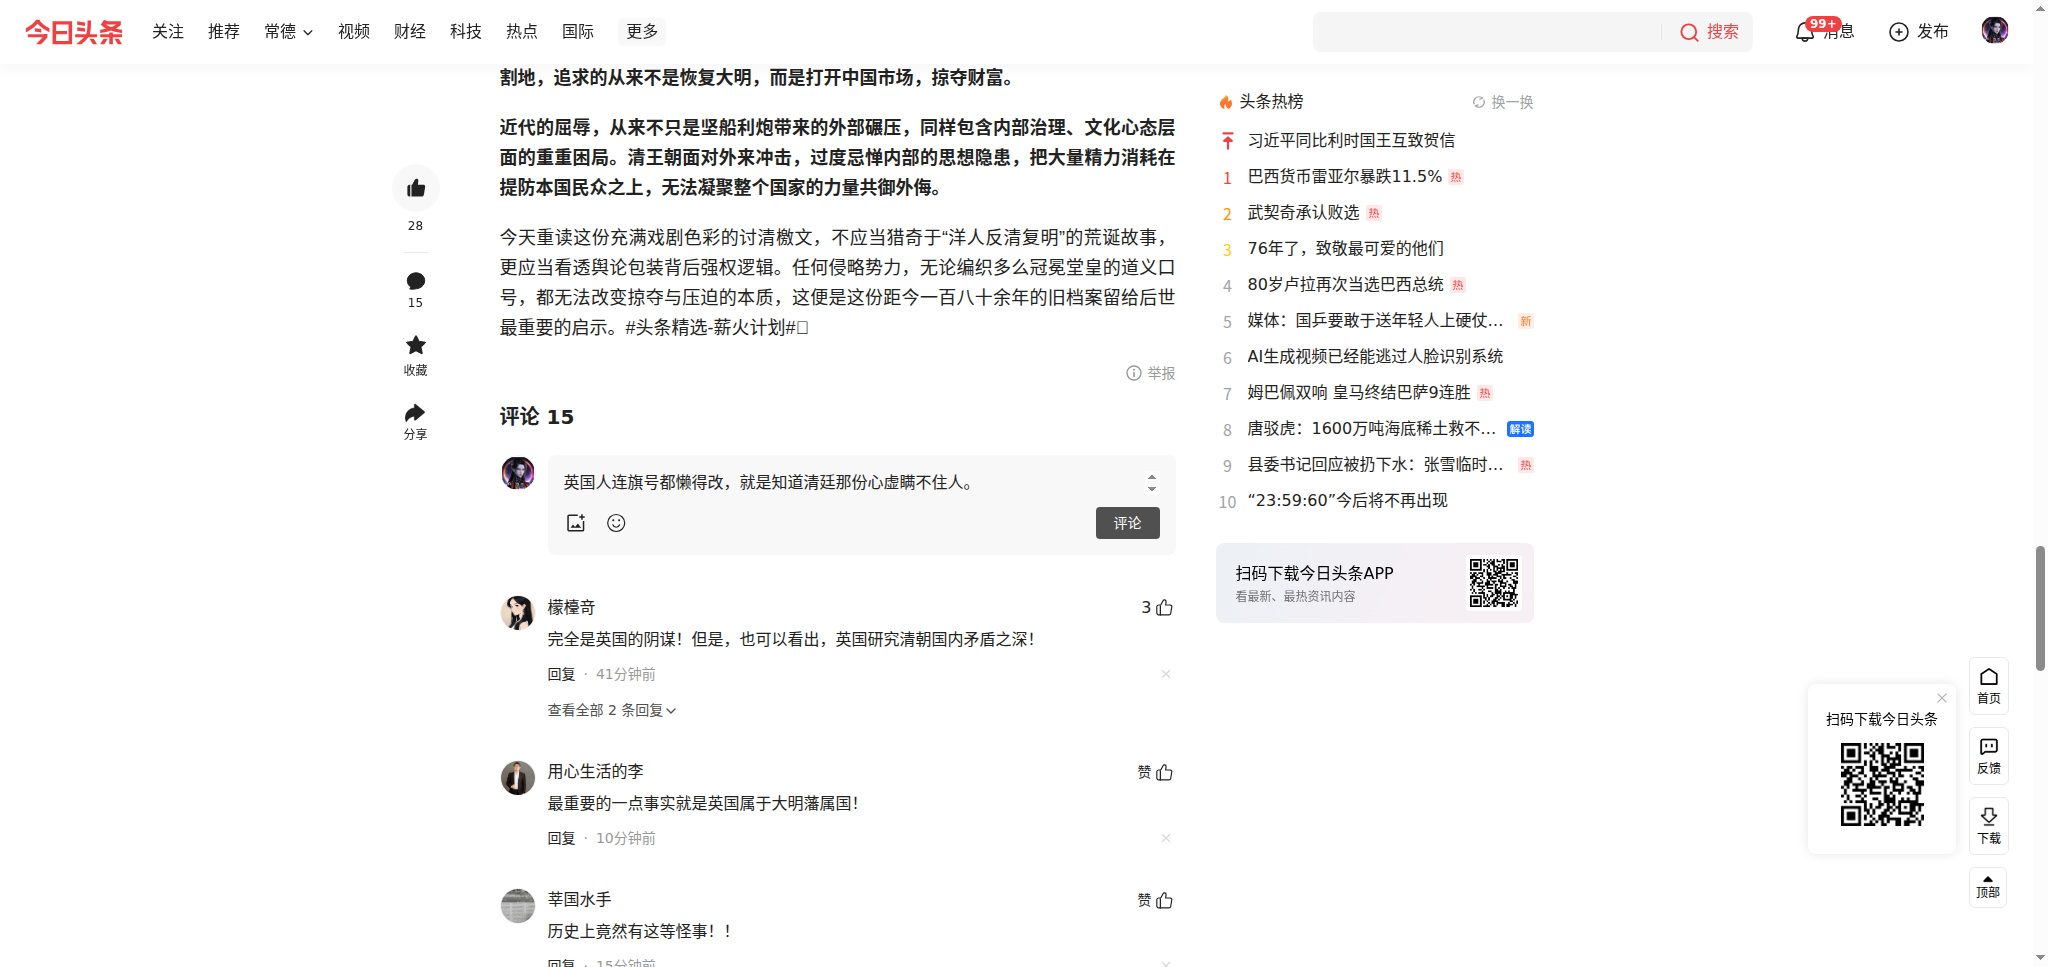 今日头条
关注
推荐
常德
视频
财经
科技
热点
国际
更多
搜索
99+
消息
发布
割地，追求的从来不是恢复大明，而是打开中国市场，掠夺财富。
近代的屈辱，从来不只是坚船利炮带来的外部碾压，同样包含内部治理、文化心态层
面的重重困局。清王朝面对外来冲击，过度忌惮内部的思想隐患，把大量精力消耗在
提防本国民众之上，无法凝聚整个国家的力量共御外侮。
今天重读这份充满戏剧色彩的讨清檄文，不应当猎奇于“洋人反清复明”的荒诞故事，
更应当看透舆论包装背后强权逻辑。任何侵略势力，无论编织多么冠冕堂皇的道义口
号，都无法改变掠夺与压迫的本质，这便是这份距今一百八十余年的旧档案留给后世
最重要的启示。#头条精选-薪火计划#
28
15
收藏
分享
举报
评论 15
英国人连旗号都懒得改，就是知道清廷那份心虚瞒不住人。
评论
檬檯咅
3
完全是英国的阴谋！但是，也可以看出，英国研究清朝国内矛盾之深！
回复 · 41分钟前
查看全部 2 条回复
用心生活的李
赞
最重要的一点事实就是英国属于大明藩属国！
回复 · 10分钟前
莘国水手
赞
历史上竟然有这等怪事！！
回复 · 15分钟前
头条热榜
换一换
习近平同比利时国王互致贺信
1 巴西货币雷亚尔暴跌11.5% 热
2 武契奇承认败选 热
3 76年了，致敬最可爱的他们
4 80岁卢拉再次当选巴西总统 热
5 媒体：国乒要敢于送年轻人上硬仗... 新
6 AI生成视频已经能逃过人脸识别系统
7 姆巴佩双响 皇马终结巴萨9连胜 热
8 唐驳虎：1600万吨海底稀土救不... 解读
9 县委书记回应被扔下水：张雪临时... 热
10 “23:59:60”今后将不再出现
扫码下载今日头条APP
看最新、最热资讯内容
扫码下载今日头条
首页
反馈
下载
顶部